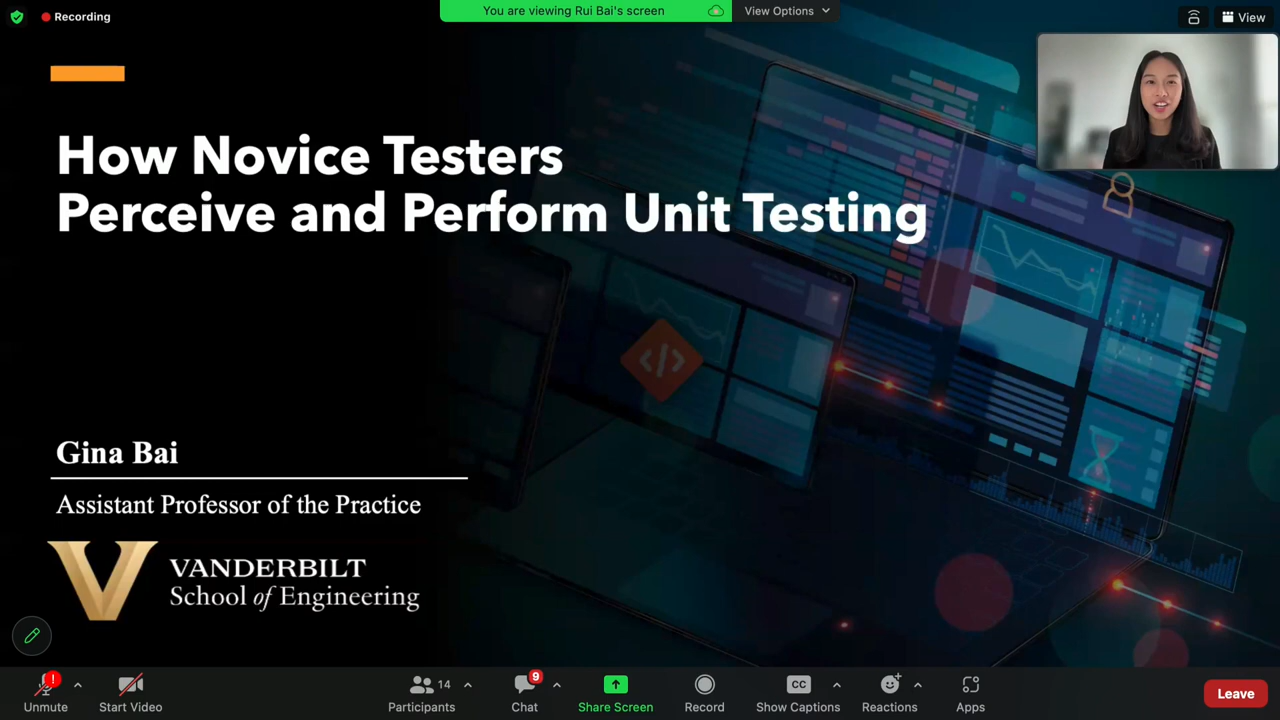 Recording
You are viewing Rui Bai's screen
View Options
View
How Novice Testers
Perceive and Perform Unit Testing
</>
Gina Bai
Assistant Professor of the Practice
V
VANDERBILT
School of Engineering
!
14
9
CC
Unmute
Start Video
Participants
Chat
Share Screen
Record
Show Captions
Reactions
Apps
Leave